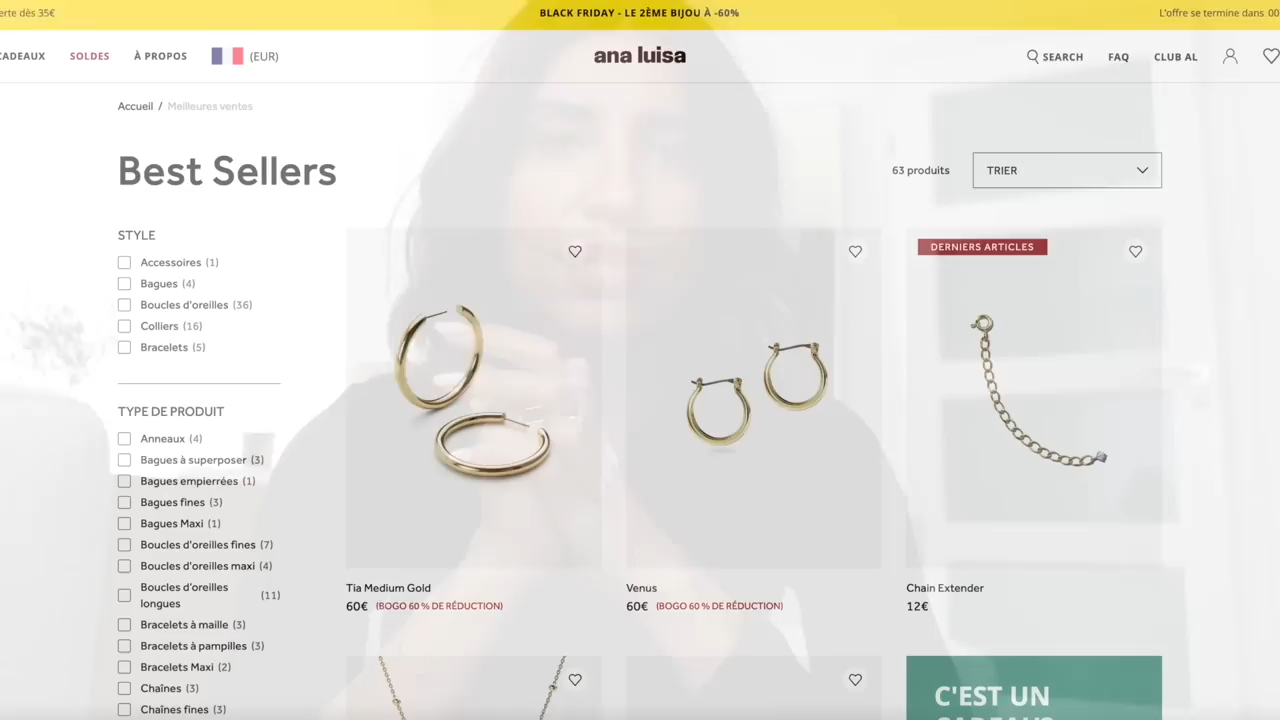 erte dès 35€
BLACK FRIDAY - LE 2ÈME BIJOU À -60%
L'offre se termine dans 00
CADEAUX
SOLDES
À PROPOS
(EUR)
ana luisa
SEARCH
FAQ
CLUB AL
Accueil / Meilleures ventes
Best Sellers
63 produits
TRIER
STYLE
Accessoires (1)
Bagues (4)
Boucles d'oreilles (36)
Colliers (16)
Bracelets (5)
TYPE DE PRODUIT
Anneaux (4)
Bagues à superposer (3)
Bagues empierrées (1)
Bagues fines (3)
Bagues Maxi (1)
Boucles d'oreilles fines (7)
Boucles d'oreilles maxi (4)
Boucles d'oreilles
longues (11)
Bracelets à maille (3)
Bracelets à pampilles (3)
Bracelets Maxi (2)
Chaînes (3)
Chaînes fines (3)
Tia Medium Gold
60€ (BOGO 60 % DE RÉDUCTION)
Venus
60€ (BOGO 60 % DE RÉDUCTION)
DERNIERS ARTICLES
Chain Extender
12€
C'EST UN
CADEAU?